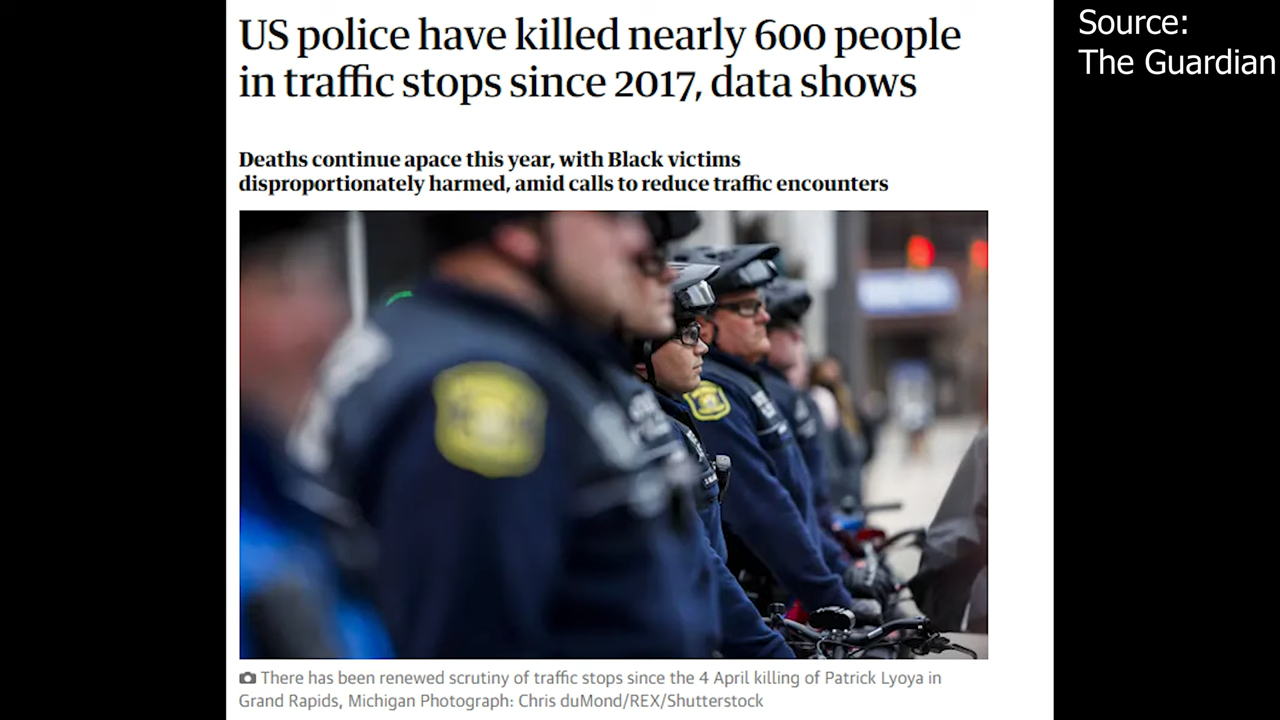 US police have killed nearly 600 people
in traffic stops since 2017, data shows
Source:
The Guardian
Deaths continue apace this year, with Black victims
disproportionately harmed, amid calls to reduce traffic encounters
There has been renewed scrutiny of traffic stops since the 4 April killing of Patrick Lyoya in
Grand Rapids, Michigan Photograph: Chris duMond/REX/Shutterstock